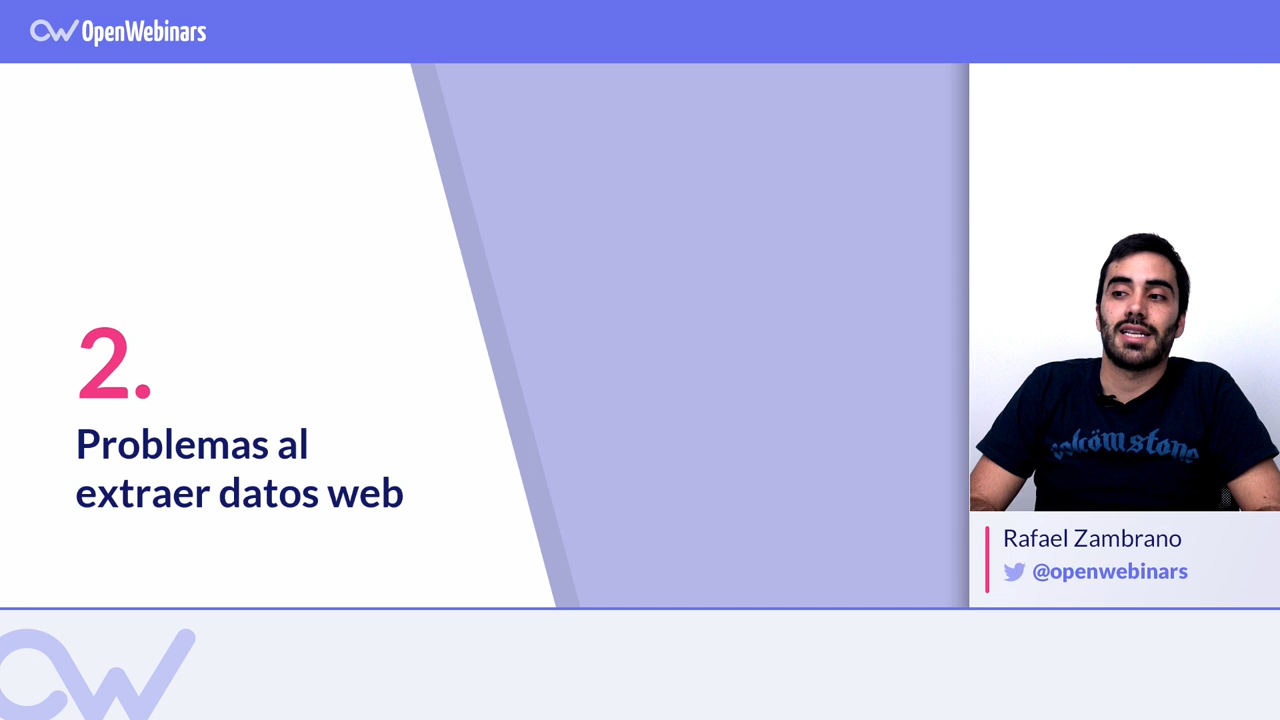 OpenWebinars
2.
Problemas al
extraer datos web
Rafael Zambrano
@openwebinars